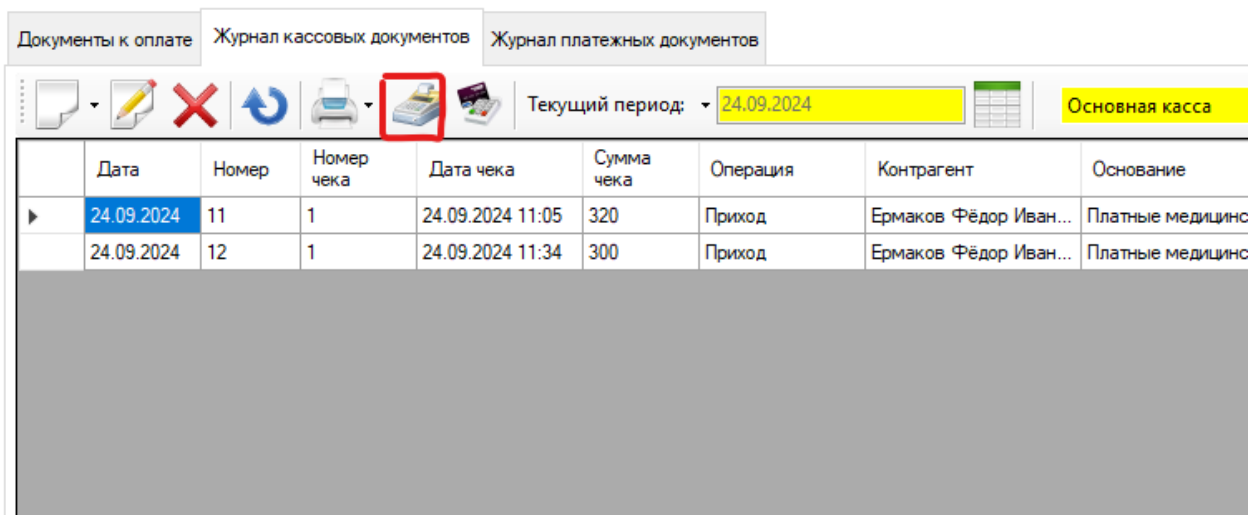 Документы к оплате Журнал кассовых документов Журнал платежных документов
Текущий период: 24.09.2024 Основная касса
Дата Номер Номер чека Дата чека Сумма чека Операция Контрагент Основание
24.09.2024 11 1 24.09.2024 11:05 320 Приход Ермаков Фёдор Иван... Платные медицинс
24.09.2024 12 1 24.09.2024 11:34 300 Приход Ермаков Фёдор Иван... Платные медицинс